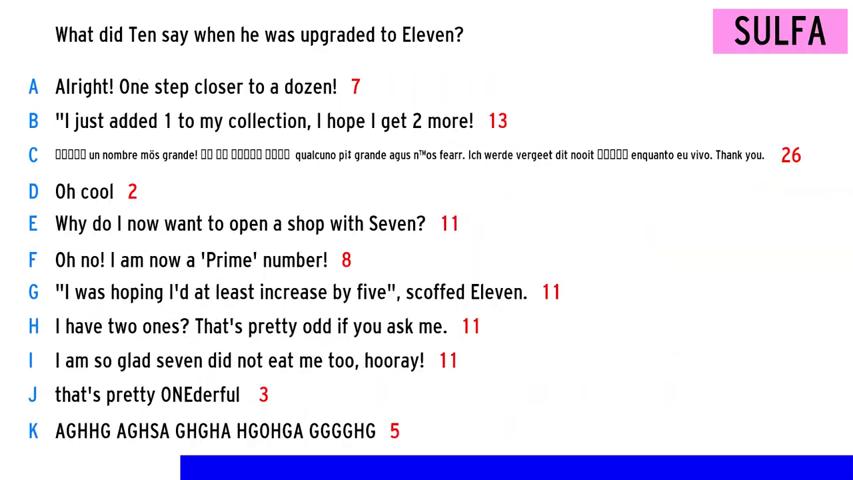 What did Ten say when he was upgraded to Eleven?
SULFA
A Alright! One step closer to a dozen! 7
B "I just added 1 to my collection, I hope I get 2 more! 13
C un nombre mös grande! qualcuno più grande agus n™os fearr. Ich werde vergeet dit nooit enquanto eu vivo. Thank you. 26
D Oh cool 2
E Why do I now want to open a shop with Seven? 11
F Oh no! I am now a 'Prime' number! 8
G "I was hoping I'd at least increase by five", scoffed Eleven. 11
H I have two ones? That's pretty odd if you ask me. 11
I I am so glad seven did not eat me too, hooray! 11
J that's pretty ONEderful 3
K AGHHG AGHSA GHGHA HGOHGA GGGGHG 5